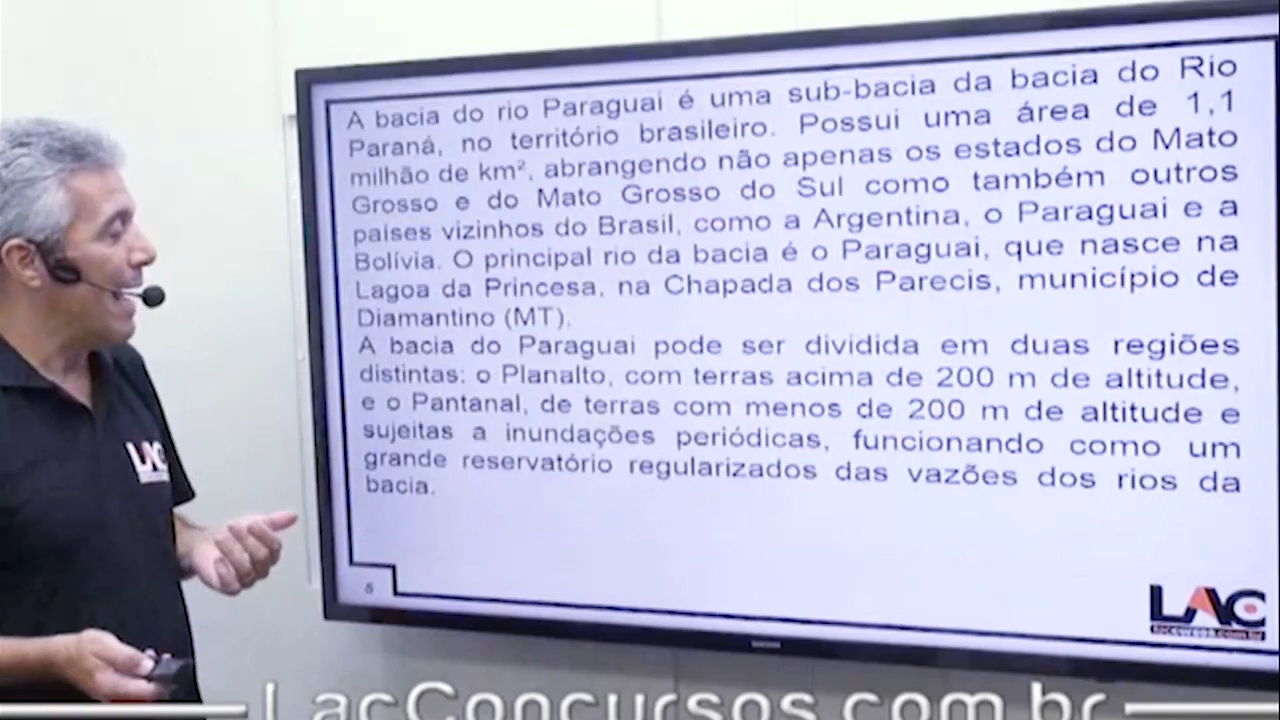 A bacia do rio Paraguai é uma sub-bacia da bacia do Rio
Paraná, no território brasileiro. Possui uma área de 1,1
milhão de km², abrangendo não apenas os estados do Mato
Grosso e do Mato Grosso do Sul como também outros
países vizinhos do Brasil, como a Argentina, o Paraguai e a
Bolívia. O principal rio da bacia é o Paraguai, que nasce na
Lagoa da Princesa, na Chapada dos Parecis, município de
Diamantino (MT).
A bacia do Paraguai pode ser dividida em duas regiões
distintas: o Planalto, com terras acima de 200 m de altitude,
e o Pantanal, de terras com menos de 200 m de altitude e
sujeitas a inundações periódicas, funcionando como um
grande reservatório regularizados das vazões dos rios da
bacia.
LAC
LAC
LacConcursos.com.br